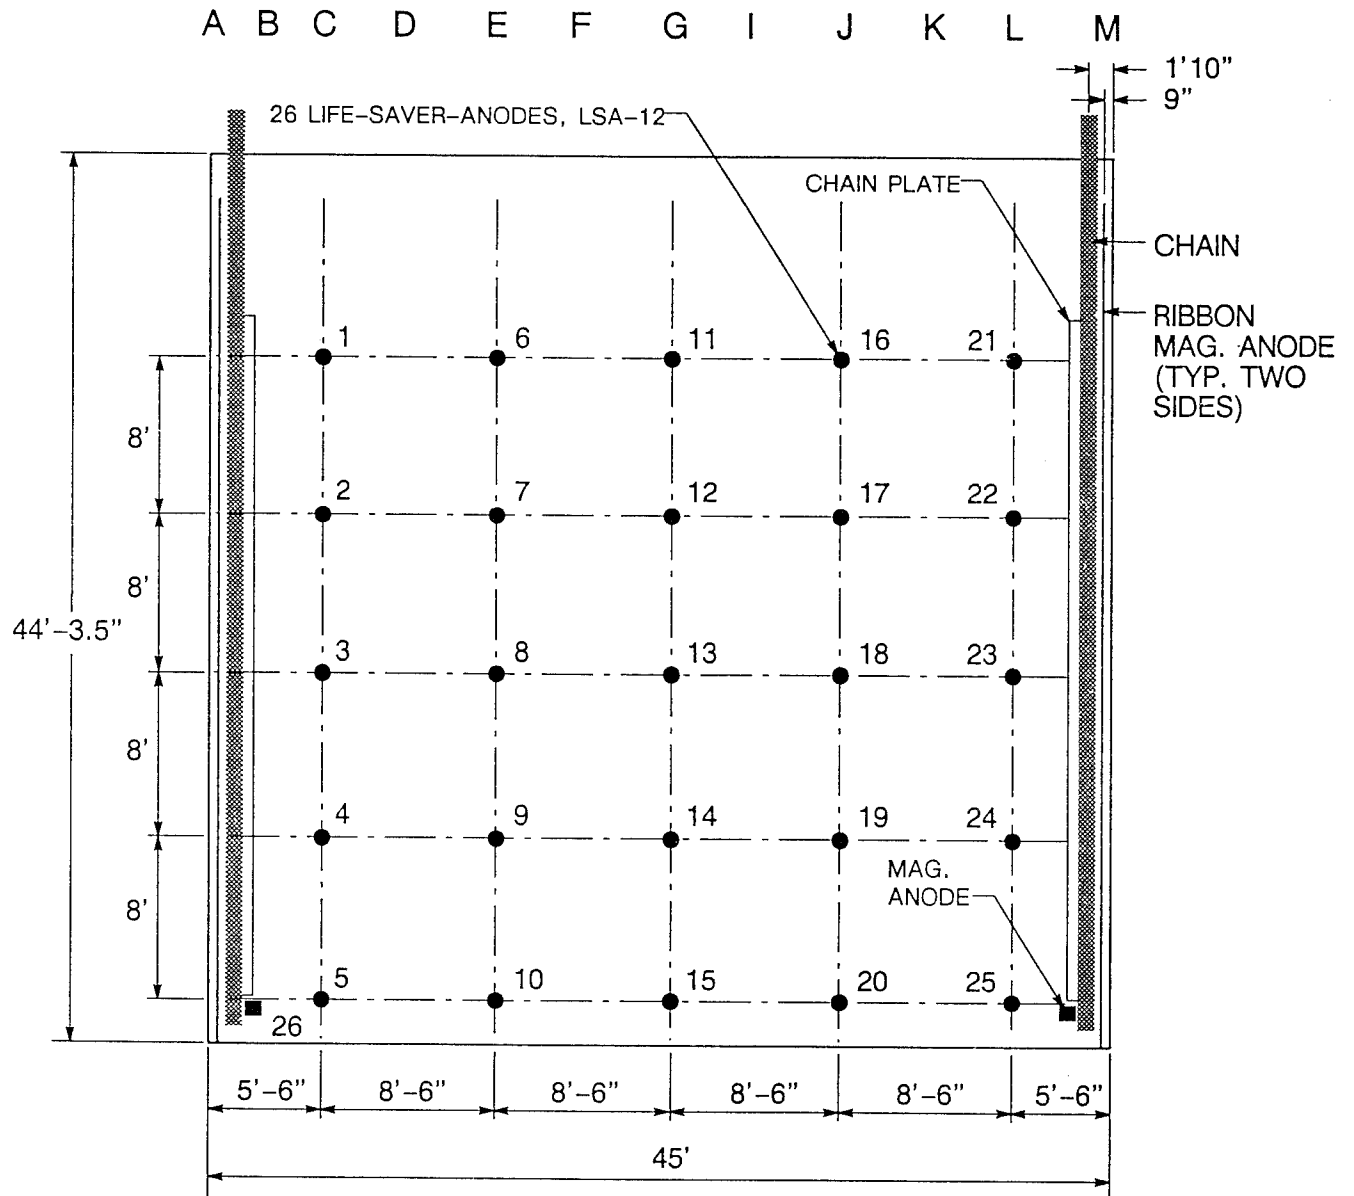 A B C D E F G I J K L M
1'10"
9"
26 LIFE-SAVER-ANODES, LSA-12
CHAIN PLATE
CHAIN
RIBBON
MAG. ANODE
(TYP. TWO
SIDES)
1 6 11 16 21
8'
2 7 12 17 22
8'
44'-3.5"
3 8 13 18 23
8'
4 9 14 19 24
MAG.
ANODE
8'
5 10 15 20 25
26
5'-6" 8'-6" 8'-6" 8'-6" 8'-6" 5'-6"
45'